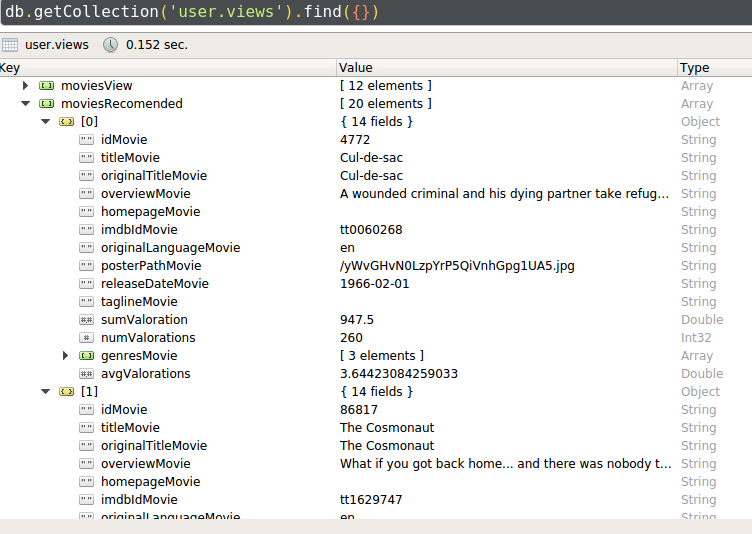 db.getCollection('user.views').find({})
user.views 0.152 sec.
Key Value Type
moviesView [ 12 elements ] Array
moviesRecomended [ 20 elements ] Array
[0] { 14 fields } Object
idMovie 4772 String
titleMovie Cul-de-sac String
originalTitleMovie Cul-de-sac String
overviewMovie A wounded criminal and his dying partner take refug... String
homepageMovie String
imdbIdMovie tt0060268 String
originalLanguageMovie en String
posterPathMovie /yWvGHvN0LzpYrP5QiVnhGpg1UA5.jpg String
releaseDateMovie 1966-02-01 String
taglineMovie String
sumValoration 947.5 Double
numValorations 260 Int32
genresMovie [ 3 elements ] Array
avgValorations 3.64423084259033 Double
[1] { 14 fields } Object
idMovie 86817 String
titleMovie The Cosmonaut String
originalTitleMovie The Cosmonaut String
overviewMovie What if you got back home... and there was nobody t... String
homepageMovie String
imdbIdMovie tt1629747 String
originalLanguageMovie en String